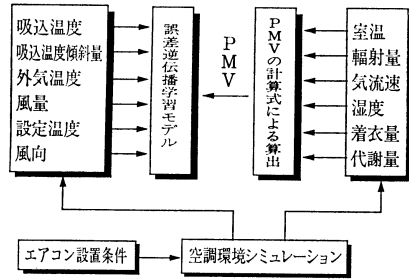 吸込温度
吸込温度傾斜量
外気温度
風量
設定温度
風向
誤差逆伝播学習モデル
PMV
PMVの計算式による算出
室温
輻射量
気流速
湿度
着衣量
代謝量
エアコン設置条件
空調環境シミュレーション